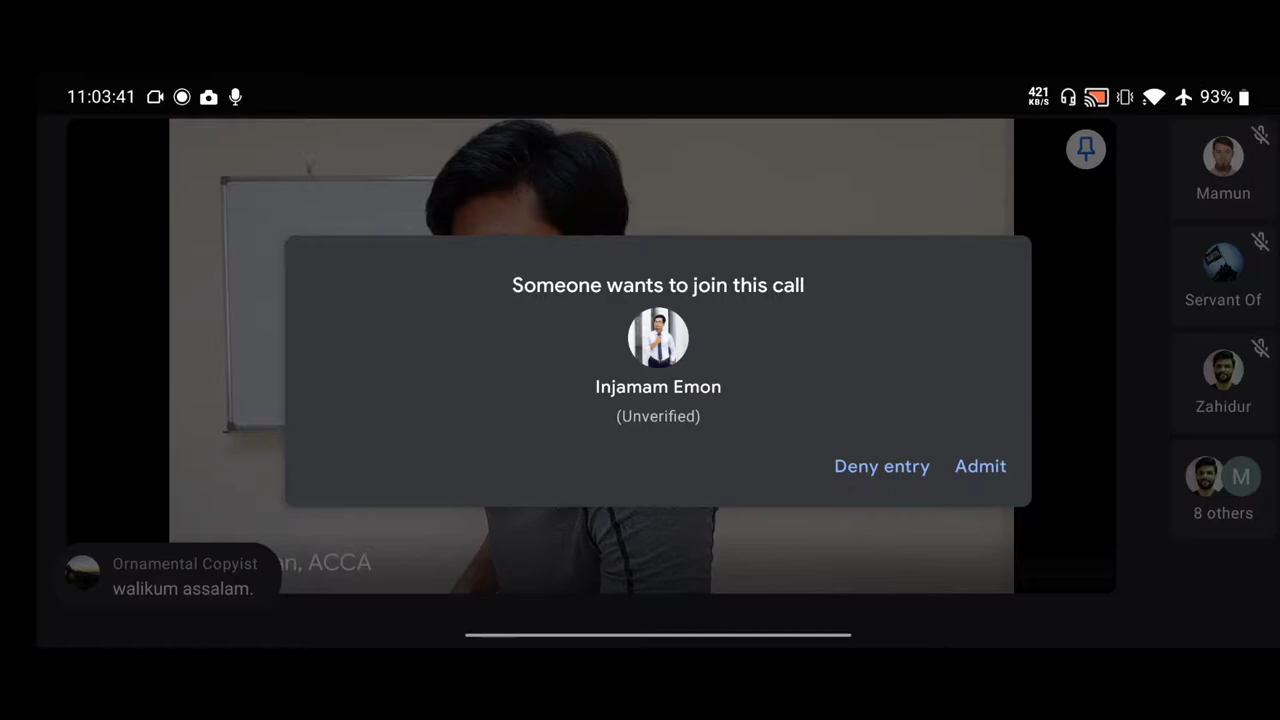 11:03:41
421
KB/S
93%
Mamun
Someone wants to join this call
Servant Of
Injamam Emon
(Unverified)
Zahidur
Deny entry Admit
M
8 others
Ornamental Copyist
, ACCA
walikum assalam.